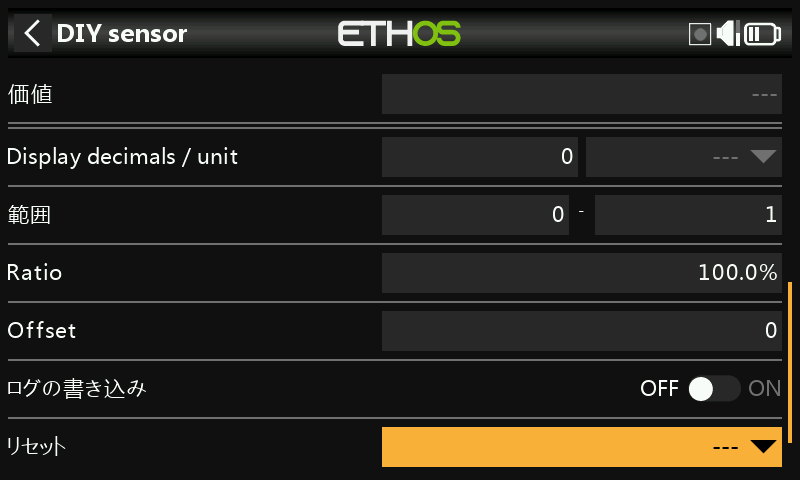 DIY sensor ETHOS
価値 ---
Display decimals / unit 0 ---
範囲 0 - 1
Ratio 100.0%
Offset 0
ログの書き込み OFF ON
リセット ---